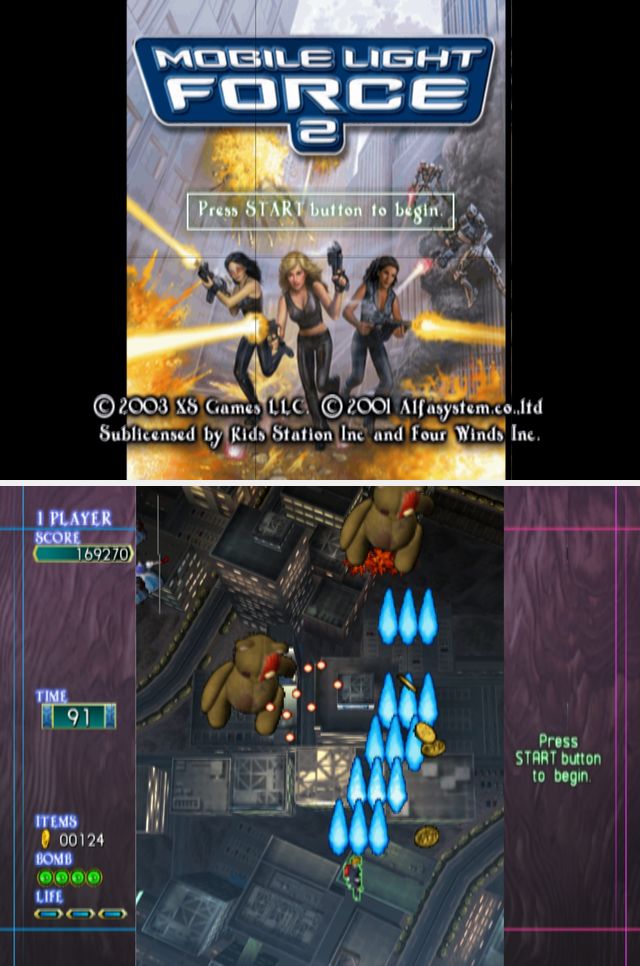 MOBILE LIGHT
FORCE
2
Press START button to begin.
© 2003 XS Games LLC. © 2001 Alfasystem.co.,ltd
Sublicensed by Kids Station Inc and Four Winds Inc.
1 PLAYER
SCORE
169270
TIME
91
ITEMS
00124
BOMB
LIFE
Press
START button
to begin.